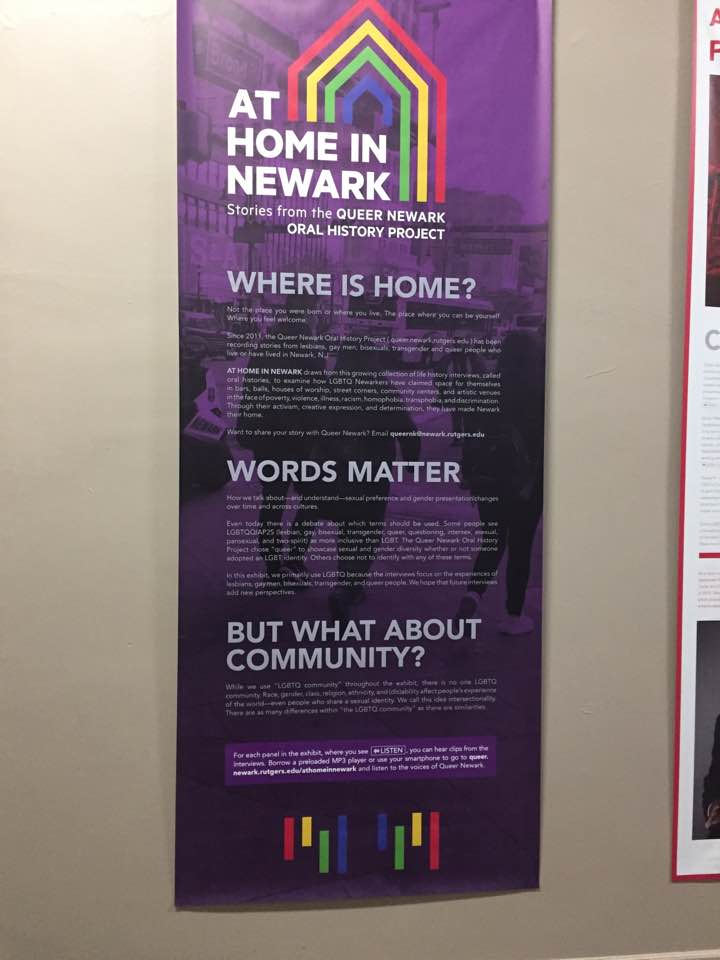 AT
HOME IN
NEWARK
Stories from the QUEER NEWARK
ORAL HISTORY PROJECT
WHERE IS HOME?
Not the place you were born or where you live. The place where you can be yourself.
Where you feel welcome.
Since 2011, the Queer Newark Oral History Project ( queer.newark.rutgers.edu ) has been
recording stories from lesbians, gay men, bisexuals, transgender and queer people who
live or have lived in Newark, NJ.
AT HOME IN NEWARK draws from this growing collection of life history interviews, called
oral histories, to examine how LGBTQ Newarkers have claimed space for themselves
in bars, balls, houses of worship, street corners, community centers, and artistic venues
in the face of poverty, violence, illness, racism, homophobia, transphobia, and discrimination.
Through their activism, creative expression, and determination, they have made Newark
their home.
Want to share your story with Queer Newark? Email queernk@newark.rutgers.edu
WORDS MATTER
How we talk about—and understand—sexual preference and gender presentation changes
over time and across cultures.
Even today there is a debate about which terms should be used. Some people see
LGBTQQIAP2S (lesbian, gay, bisexual, transgender, queer, questioning, intersex, asexual,
pansexual, and two-spirit) as more inclusive than LGBT. The Queer Newark Oral History
Project chose "queer" to showcase sexual and gender diversity whether or not someone
adopted an LGBT identity. Others choose not to identify with any of these terms.
In this exhibit, we primarily use LGBTQ because the interviews focus on the experiences of
lesbians, gay men, bisexuals, transgender, and queer people. We hope that future interviews
add new perspectives.
BUT WHAT ABOUT
COMMUNITY?
While we use "LGBTQ community" throughout the exhibit, there is no one LGBTQ
community. Race, gender, class, religion, ethnicity, and (dis)ability affect people's experience
of the world—even people who share a sexual identity. We call this idea intersectionality.
There are as many differences within "the LGBTQ community" as there are similarities.
For each panel in the exhibit, where you see LISTEN , you can hear clips from the
interviews. Borrow a preloaded MP3 player or use your smartphone to go to queer.
newark.rutgers.edu/athomeinnewark and listen to the voices of Queer Newark.